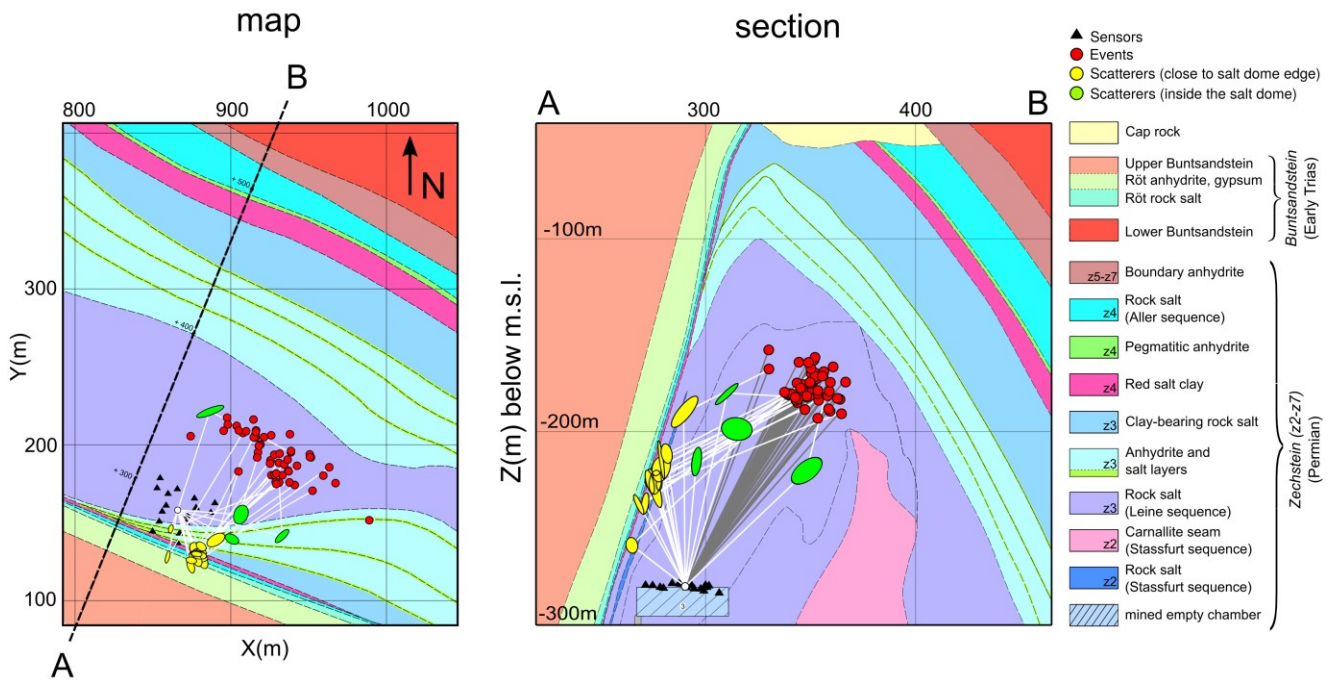 map
section
B
800
900
1000
N
+ 500
300
+ 400
Y(m)
200
+ 300
100
X(m)
A
A
300
400
B
-100m
Z(m) below m.s.l.
-200m
-300m
3
Sensors
Events
Scatterers (close to salt dome edge)
Scatterers (inside the salt dome)
Cap rock
Upper Buntsandstein
Röt anhydrite, gypsum
Röt rock salt
Lower Buntsandstein
Buntsandstein
(Early Trias)
z5-z7 Boundary anhydrite
z4 Rock salt
(Aller sequence)
z4 Pegmatitic anhydrite
z4 Red salt clay
z3 Clay-bearing rock salt
z3 Anhydrite and
salt layers
z3 Rock salt
(Leine sequence)
z2 Carnallite seam
(Stassfurt sequence)
z2 Rock salt
(Stassfurt sequence)
mined empty chamber
Zechstein (z2-z7)
(Permian)